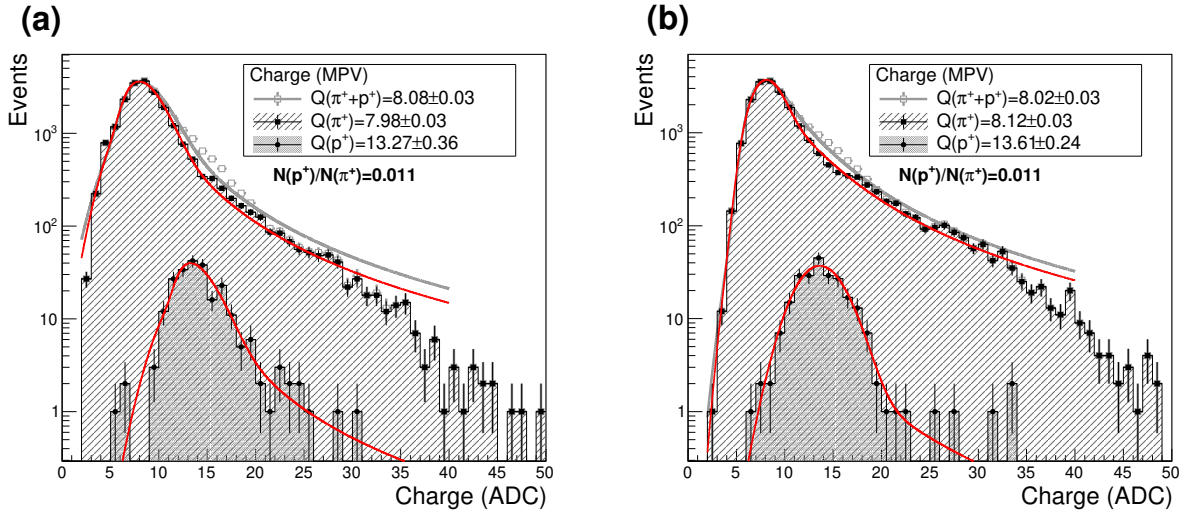 (a)
Events
10³
10²
10
1
Charge (MPV)
Q(π⁺+p⁺)=8.08±0.03
Q(π⁺)=7.98±0.03
Q(p⁺)=13.27±0.36
N(p⁺)/N(π⁺)=0.011
0 5 10 15 20 25 30 35 40 45 50
Charge (ADC)
(b)
Events
10³
10²
10
1
Charge (MPV)
Q(π⁺+p⁺)=8.02±0.03
Q(π⁺)=8.12±0.03
Q(p⁺)=13.61±0.24
N(p⁺)/N(π⁺)=0.011
0 5 10 15 20 25 30 35 40 45 50
Charge (ADC)